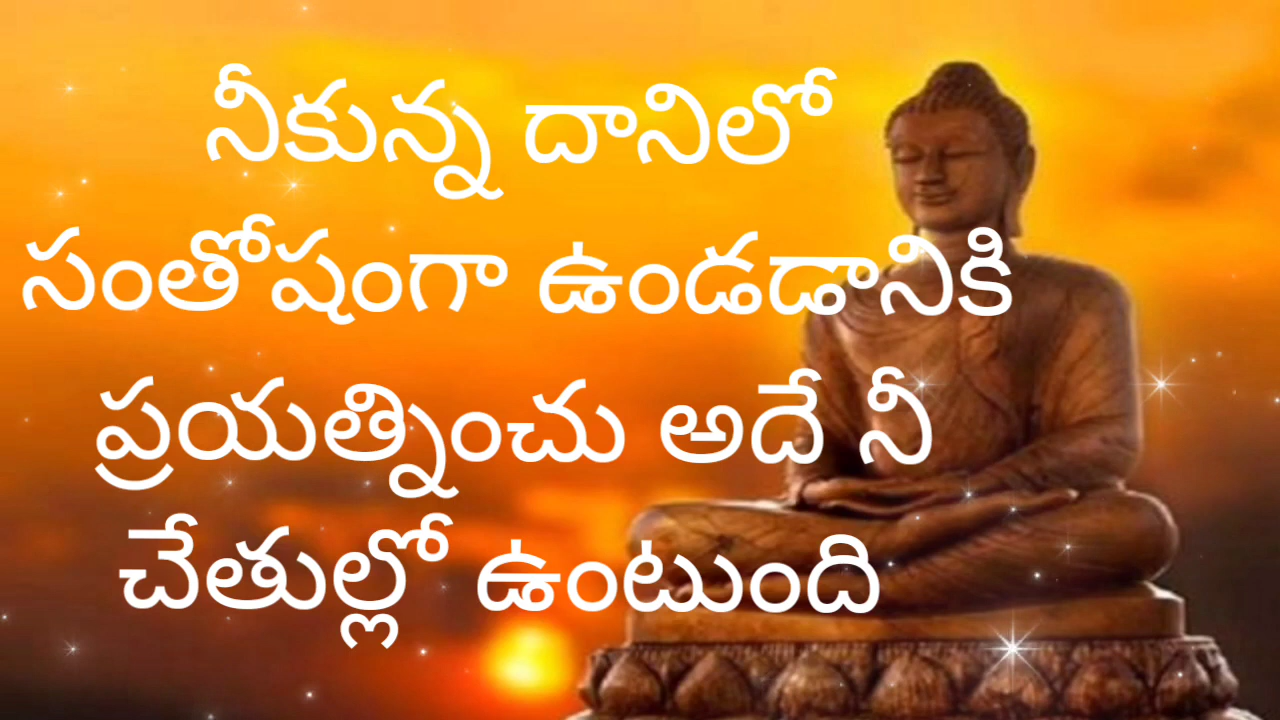 నీకున్న దానిలో
సంతోషంగా ఉండడానికి
ప్రయత్నించు అదే నీ
చేతుల్లో ఉంటుంది